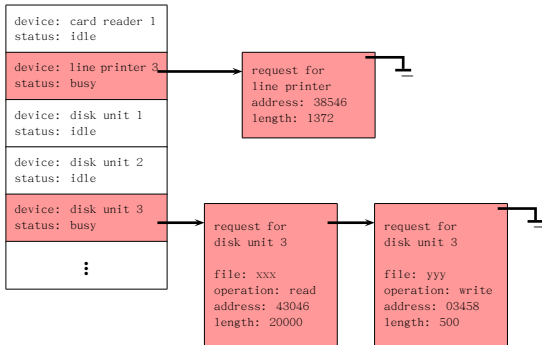 device: card reader 1
status: idle
device: line printer 3
status: busy
device: disk unit 1
status: idle
device: disk unit 2
status: idle
device: disk unit 3
status: busy
request for
line printer
address: 38546
length: 1372
request for
disk unit 3
file: xxx
operation: read
address: 43046
length: 20000
request for
disk unit 3
file: yyy
operation: write
address: 03458
length: 500